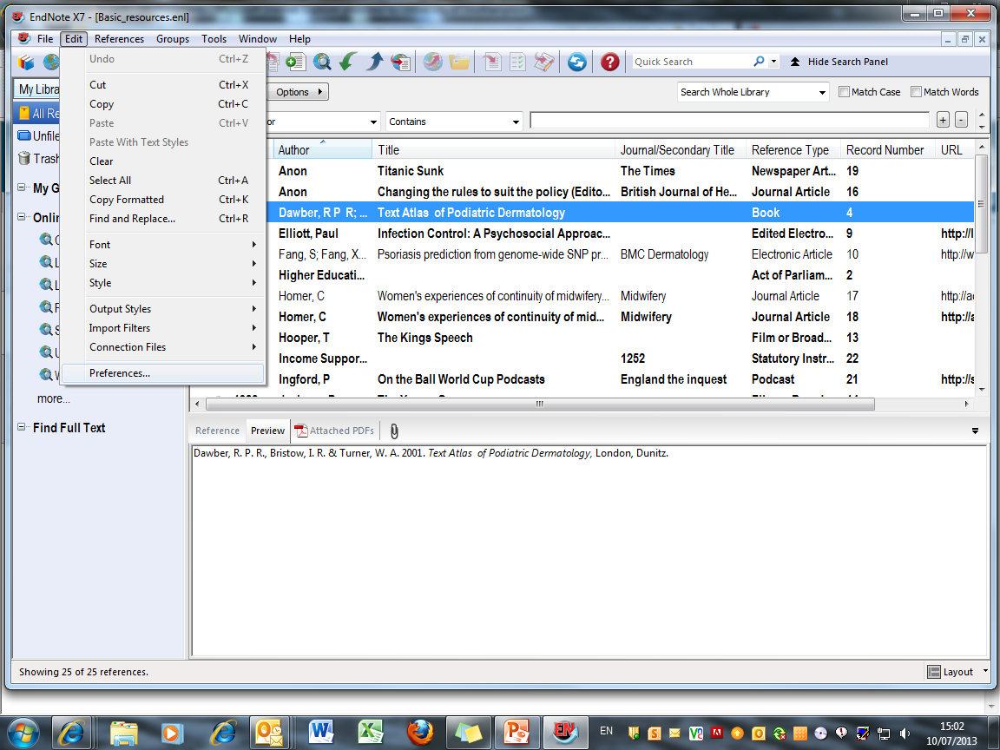 EndNote X7 - [Basic_resources.enl]
File Edit References Groups Tools Window Help
Quick Search
Hide Search Panel
Undo Ctrl+Z
Cut Ctrl+X
Copy Ctrl+C
Paste Ctrl+V
Paste With Text Styles
Clear
Select All Ctrl+A
Copy Formatted Ctrl+K
Find and Replace... Ctrl+R
Font
Size
Style
Output Styles
Import Filters
Connection Files
Preferences...
My Libra
All Re
Unfile
Trash
My G
Onlin
more...
Find Full Text
Options
Search Whole Library
Match Case
Match Words
or
Contains
+ -
Author Title Journal/Secondary Title Reference Type Record Number URL
Anon Titanic Sunk The Times Newspaper Art... 19
Anon Changing the rules to suit the policy (Edito... British Journal of He... Journal Article 16
Dawber, R P R; ... Text Atlas of Podiatric Dermatology Book 4
Elliott, Paul Infection Control: A Psychosocial Approac... Edited Electro... 9 http://l
Fang, S; Fang, X... Psoriasis prediction from genome-wide SNP pr... BMC Dermatology Electronic Article 10 http://w
Higher Educati... Act of Parliam... 2
Homer, C Women's experiences of continuity of midwifery... Midwifery Journal Article 17 http://ac
Homer, C Women's experiences of continuity of mid... Midwifery Journal Article 18 http://a
Hooper, T The Kings Speech Film or Broad... 13
Income Suppor... 1252 Statutory Instr... 22
Ingford, P On the Ball World Cup Podcasts England the inquest Podcast 21 http://s
Reference Preview Attached PDFs
Dawber, R. P. R., Bristow, I. R. & Turner, W. A. 2001. Text Atlas of Podiatric Dermatology, London, Dunitz.
Showing 25 of 25 references.
Layout
EN
15:02
10/07/2013